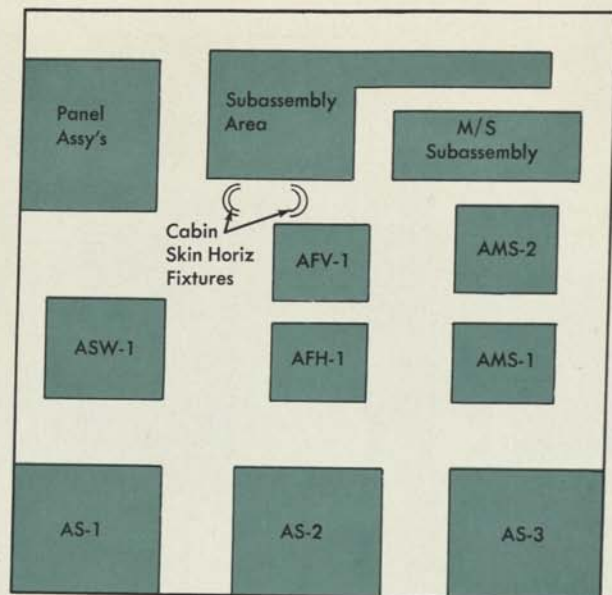 Panel
Assy's
Subassembly
Area
M/S
Subassembly
Cabin
Skin Horiz
Fixtures
AFV-1
AMS-2
ASW-1
AFH-1
AMS-1
AS-1
AS-2
AS-3